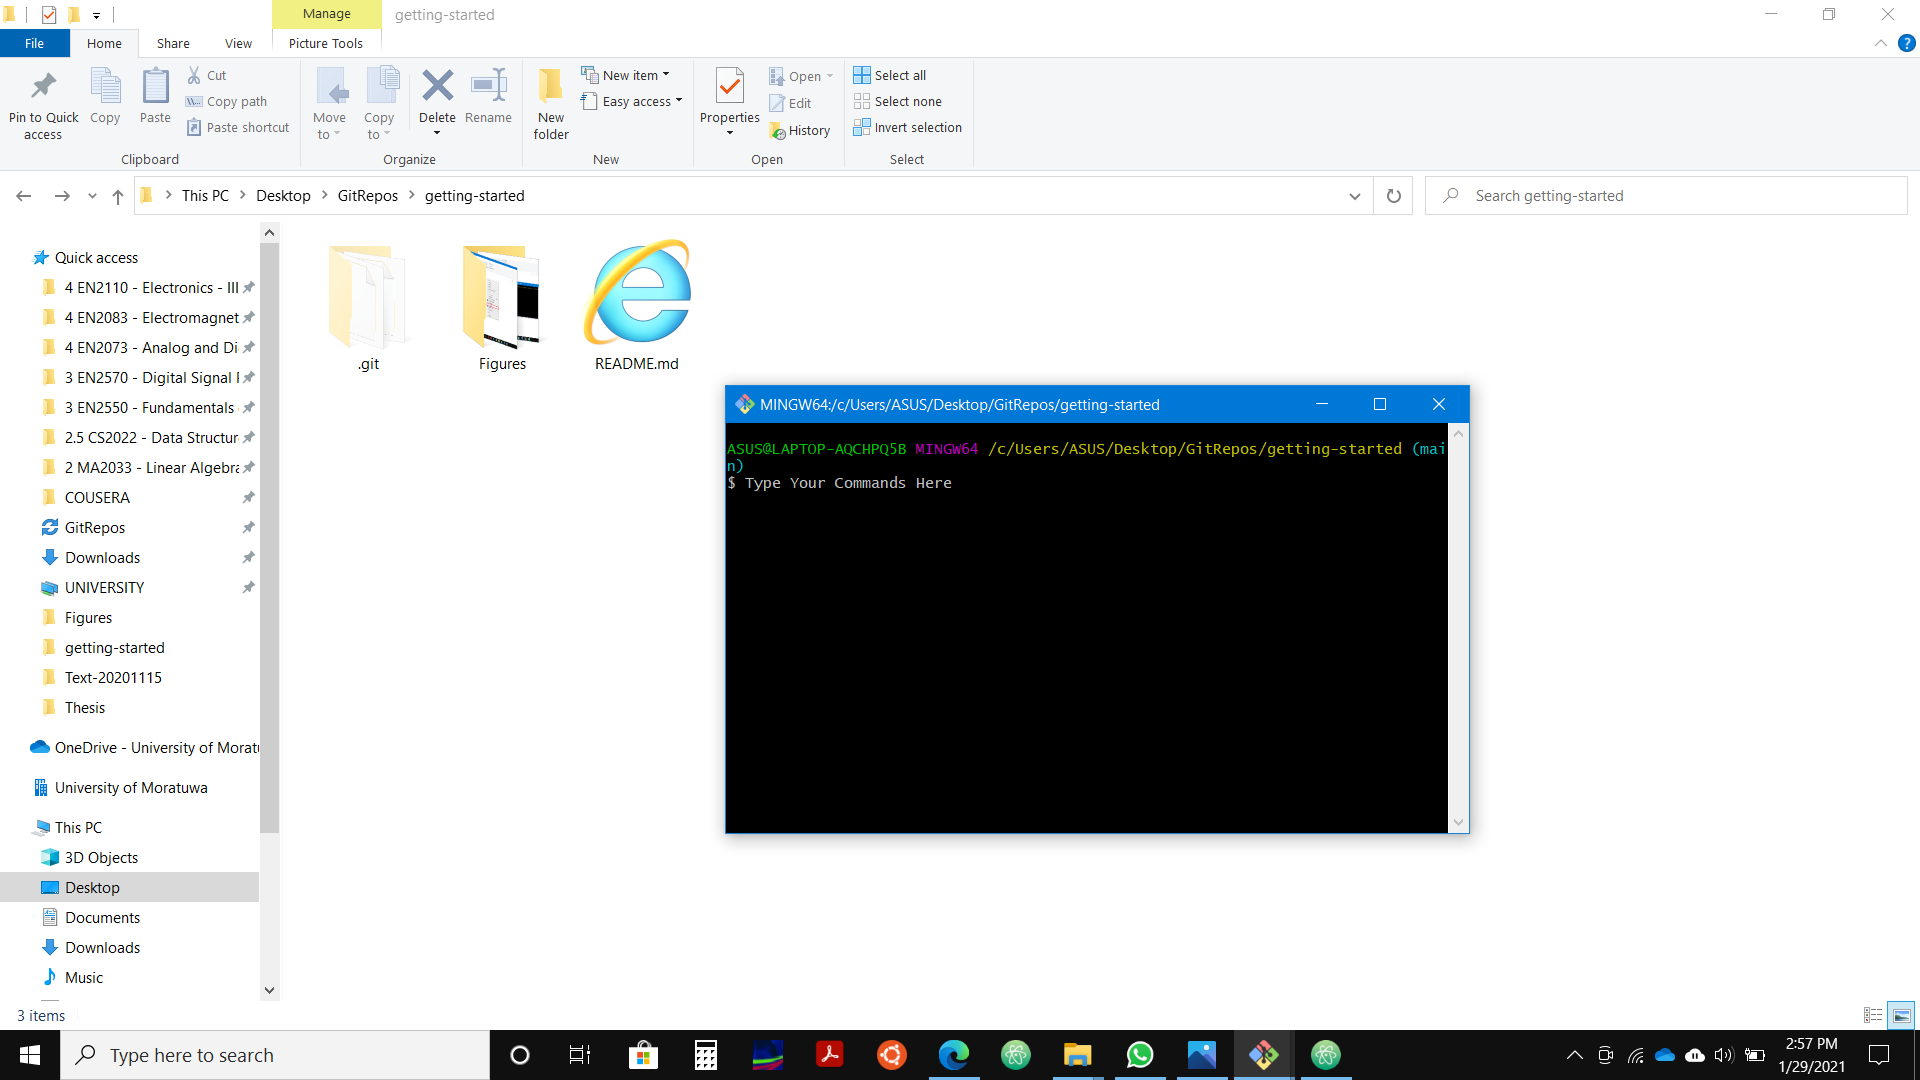 Manage
getting-started
File
Home
Share
View
Picture Tools
Pin to Quick access
Copy
Paste
Cut
Copy path
Paste shortcut
Clipboard
Move to
Copy to
Delete
Rename
Organize
New folder
New item
Easy access
New
Properties
Open
Edit
History
Open
Select all
Select none
Invert selection
Select
This PC > Desktop > GitRepos > getting-started
Search getting-started
Quick access
4 EN2110 - Electronics - III
4 EN2083 - Electromagnet
4 EN2073 - Analog and Di
3 EN2570 - Digital Signal
3 EN2550 - Fundamentals
2.5 CS2022 - Data Structur
2 MA2033 - Linear Algebra
COUSERA
GitRepos
Downloads
UNIVERSITY
Figures
getting-started
Text-20201115
Thesis
OneDrive - University of Morat
University of Moratuwa
This PC
3D Objects
Desktop
Documents
Downloads
Music
.git
Figures
README.md
MINGW64:/c/Users/ASUS/Desktop/GitRepos/getting-started
ASUS@LAPTOP-AQCHPQ5B MINGW64 /c/Users/ASUS/Desktop/GitRepos/getting-started (mai
n)
$ Type Your Commands Here
3 items
Type here to search
2:57 PM
1/29/2021